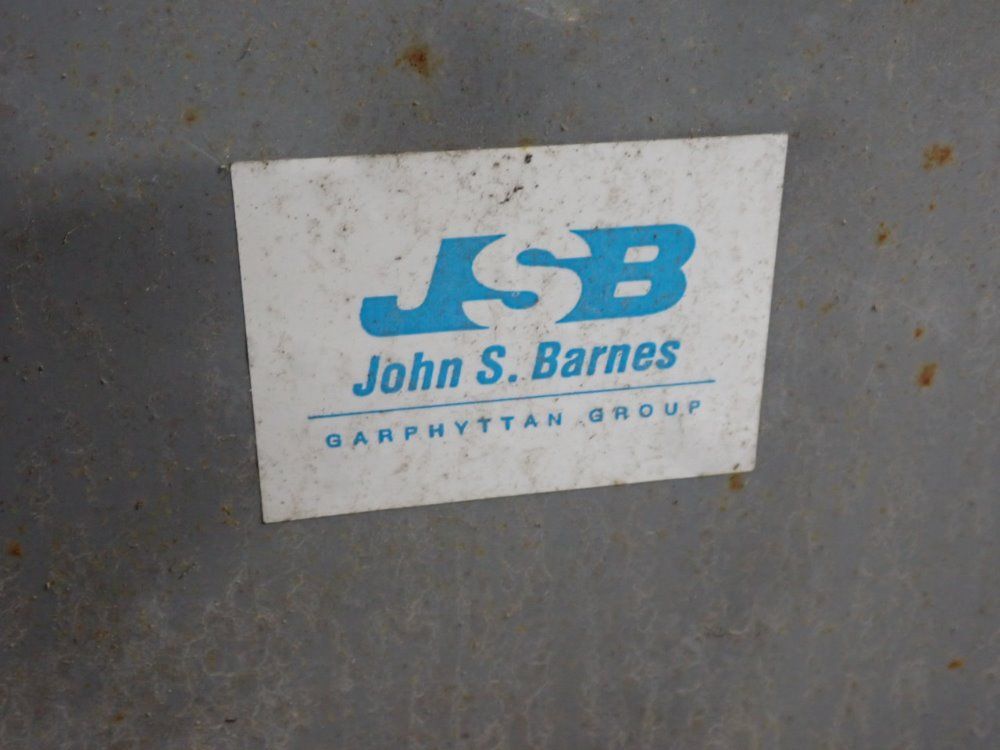 JSB
John S. Barnes
GARPHYTTAN GROUP